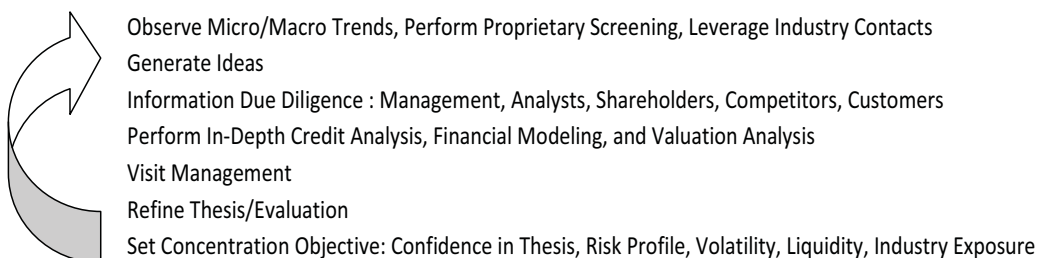 Observe Micro/Macro Trends, Perform Proprietary Screening, Leverage Industry Contacts
Generate Ideas
Information Due Diligence : Management, Analysts, Shareholders, Competitors, Customers
Perform In-Depth Credit Analysis, Financial Modeling, and Valuation Analysis
Visit Management
Refine Thesis/Evaluation
Set Concentration Objective: Confidence in Thesis, Risk Profile, Volatility, Liquidity, Industry Exposure